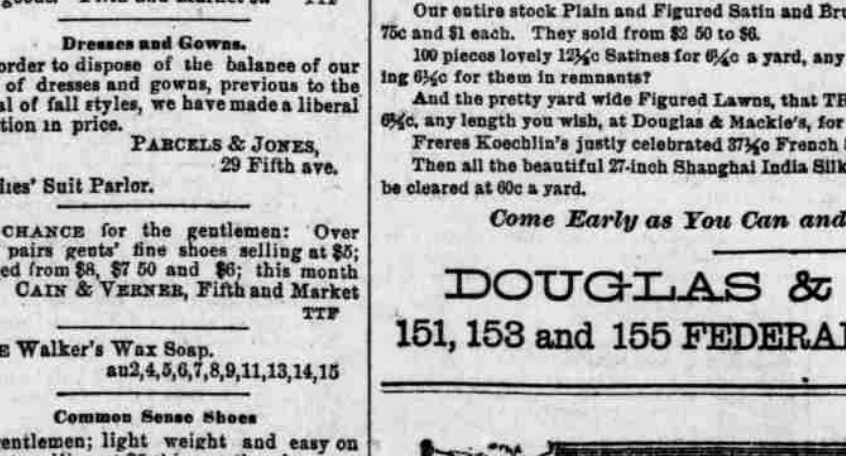 Dresses and Gowns.
order to dispose of the balance of our
of dresses and gowns, previous to the
al of fall styles, we have made a liberal
tion in price.
PARCELS & JONES,
29 Fifth ave.
dies' Suit Parlor.
CHANCE for the gentlemen: Over
pairs gents' fine shoes selling at $5;
ed from $8, $7 50 and $6; this month
CAIN & VERNER, Fifth and Market
TTF
E Walker's Wax Soap.
au2,4,5,6,7,8,9,11,13,14,15
Common Sense Shoes
entlemen; light weight and easy on
Our entire stock Plain and Figured Satin and Br
75c and $1 each. They sold from $2 50 to $6.
100 pieces lovely 12½c Satines for 6¼c a yard, any
ing 6¼c for them in remnants?
And the pretty yard wide Figured Lawns, that
6¼c, any length you wish, at Douglas & Mackie's, for
Freres Koechlin's justly celebrated 37½c French
Then all the beautiful 27-inch Shanghai India Silk
be cleared at 60c a yard.
Come Early as You Can and
DOUGLAS &
151, 153 and 155 FEDERAL